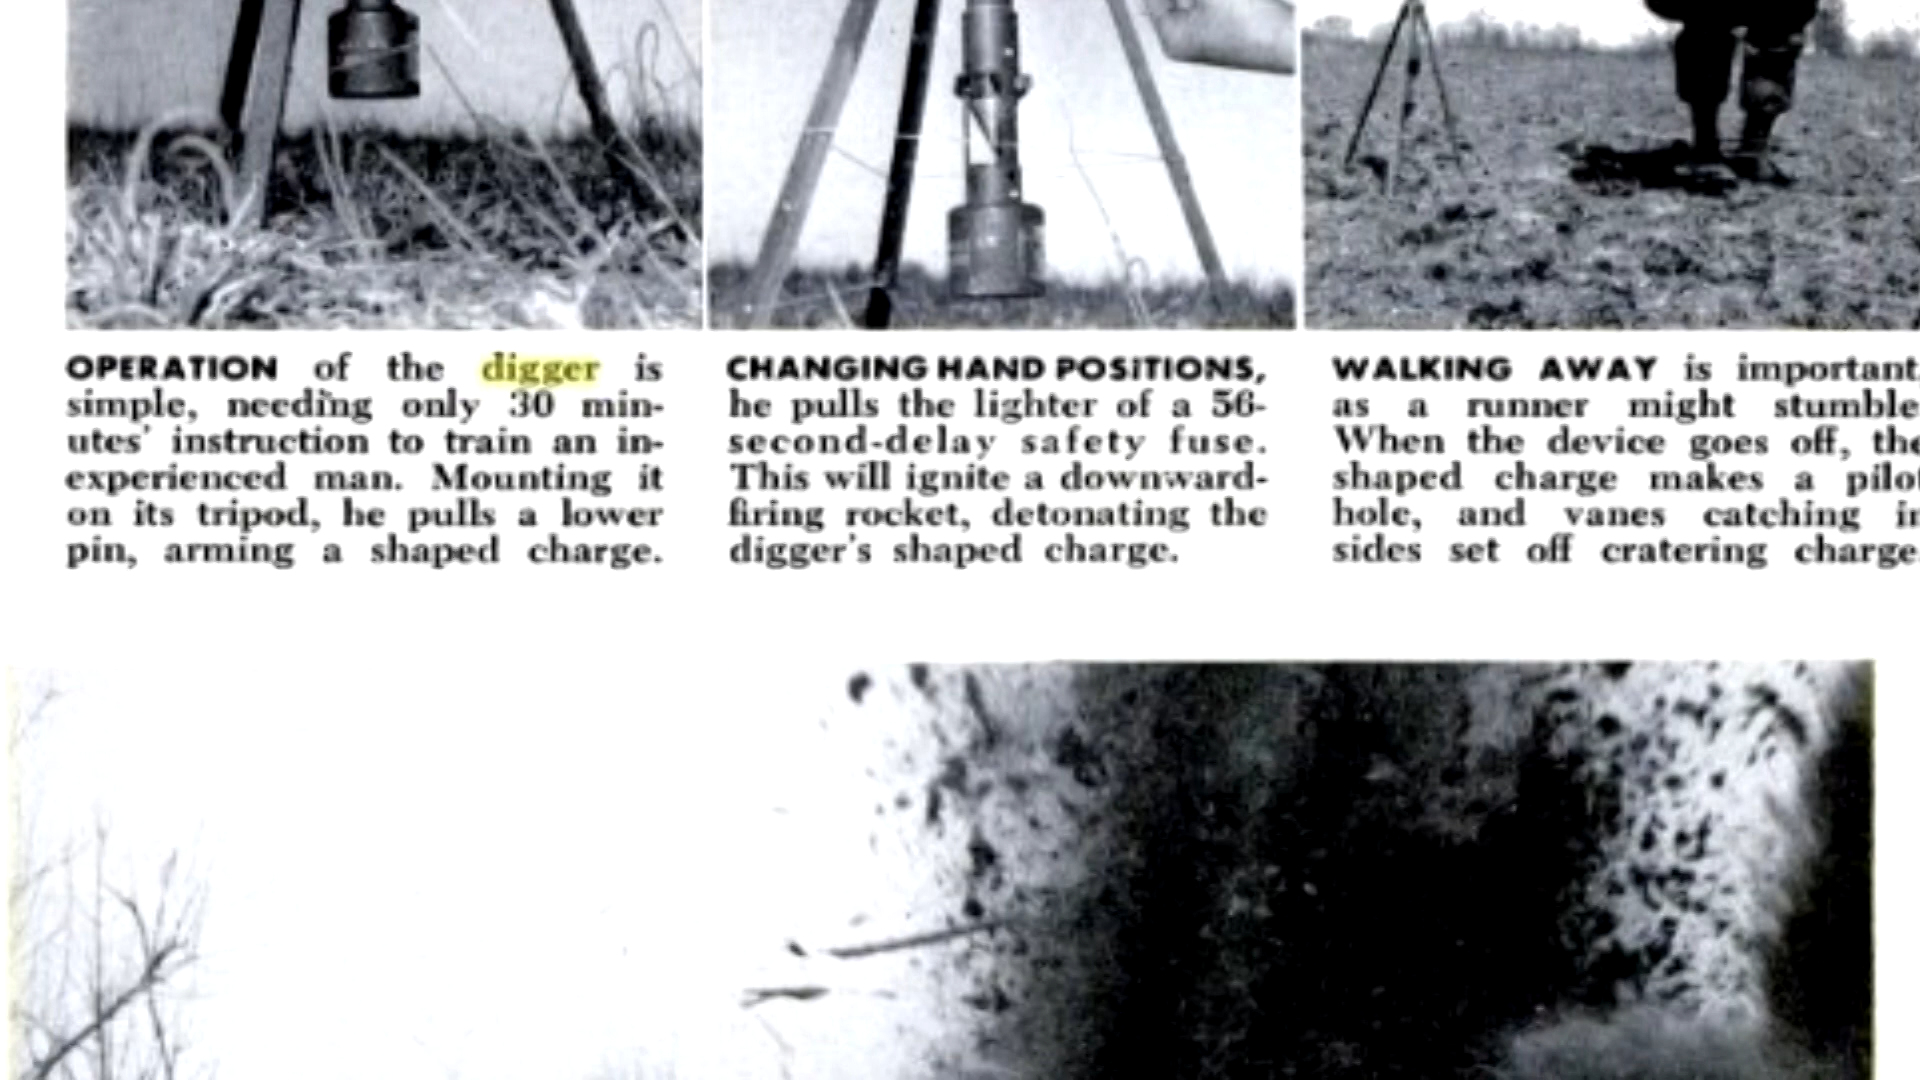 OPERATION of the digger is
simple, needing only 30 min-
utes' instruction to train an in-
experienced man. Mounting it
on its tripod, he pulls a lower
pin, arming a shaped charge.
CHANGING HAND POSITIONS,
he pulls the lighter of a 56-
second-delay safety fuse.
This will ignite a downward-
firing rocket, detonating the
digger's shaped charge.
WALKING AWAY is important,
as a runner might stumble
When the device goes off, the
shaped charge makes a pilot
hole, and vanes catching in
sides set off cratering charge